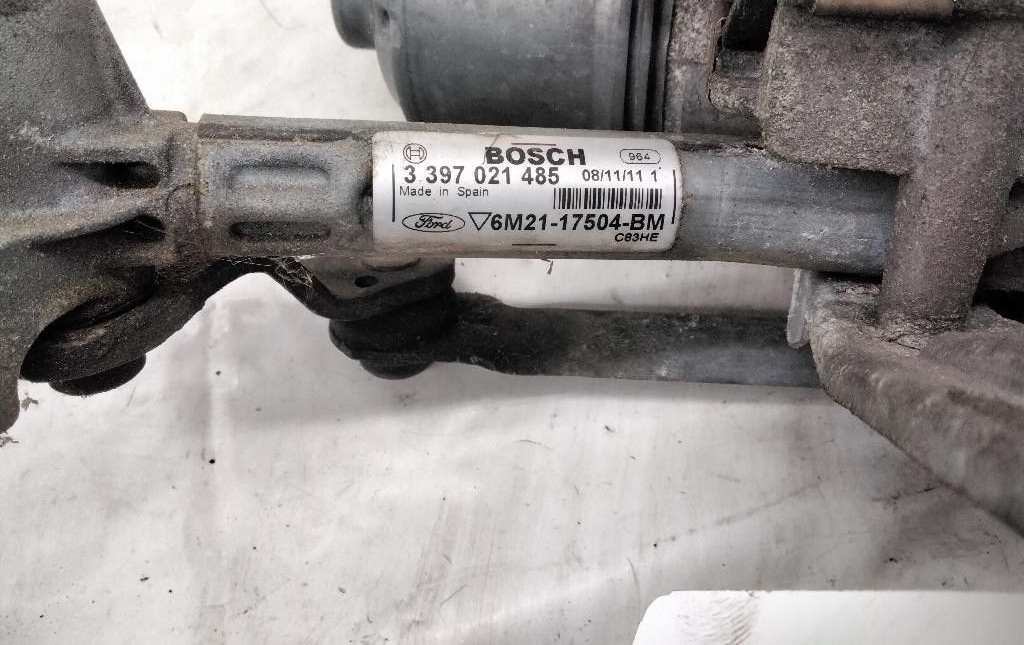 BOSCH 964
3 397 021 485 08/11/11 1
Made in Spain
Ford ▽6M21-17504-BM
C83HE